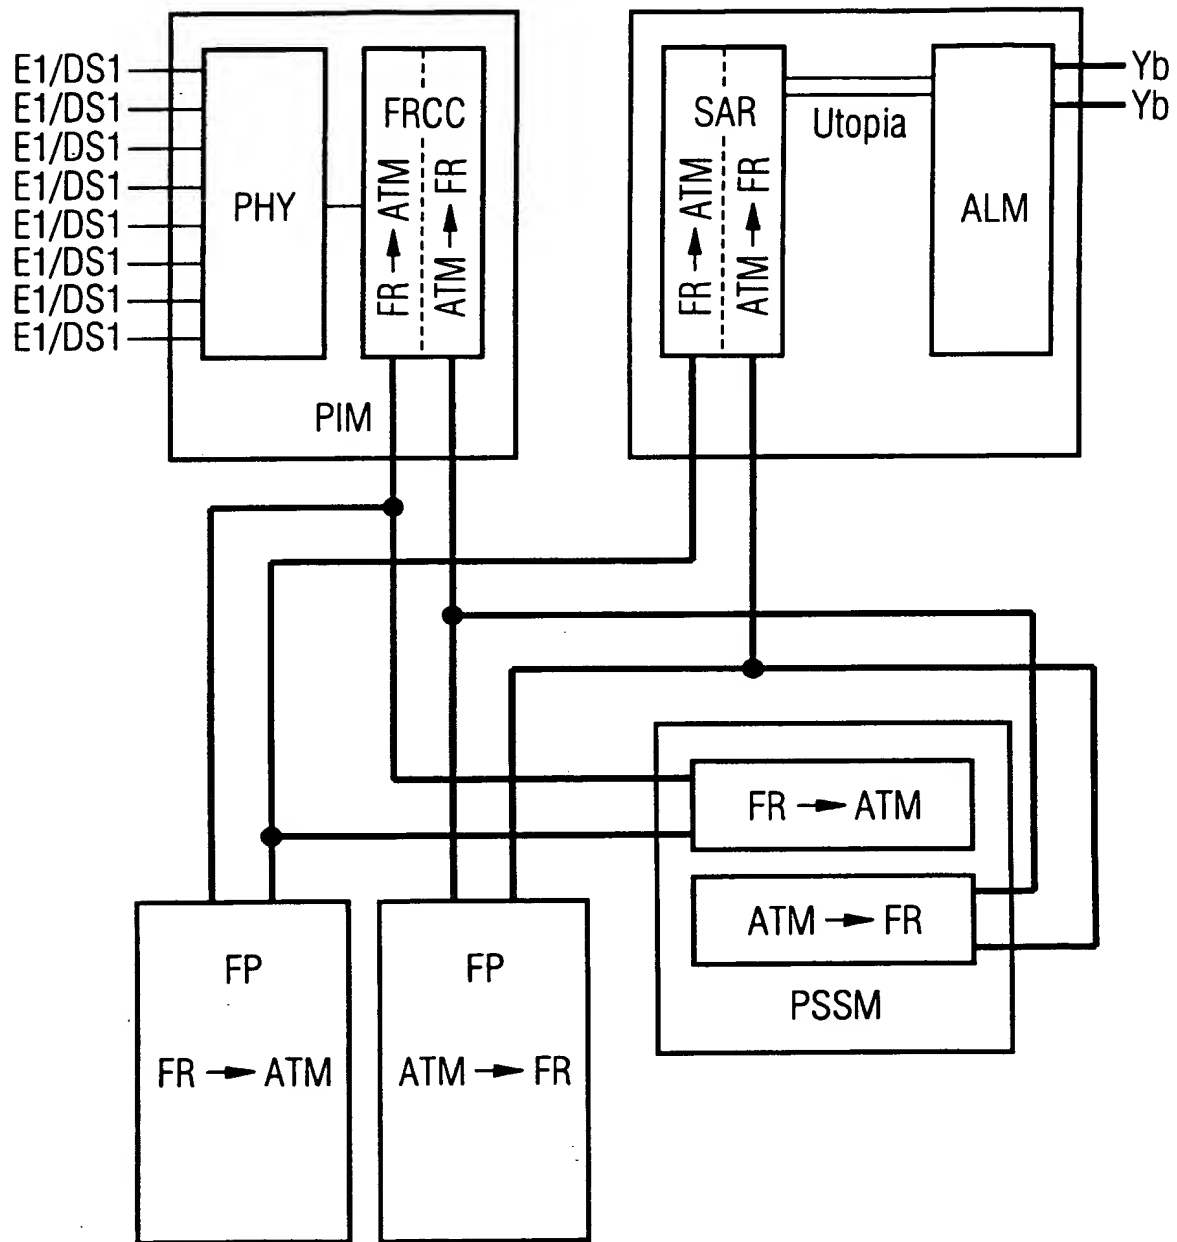 E1/DS1
E1/DS1
E1/DS1
E1/DS1
E1/DS1
E1/DS1
E1/DS1
E1/DS1
PHY
FRCC
FR → ATM
ATM → FR
PIM
SAR
FR → ATM
ATM → FR
Utopia
ALM
Yb
Yb
FR → ATM
ATM → FR
PSSM
FP
FR → ATM
FP
ATM → FR